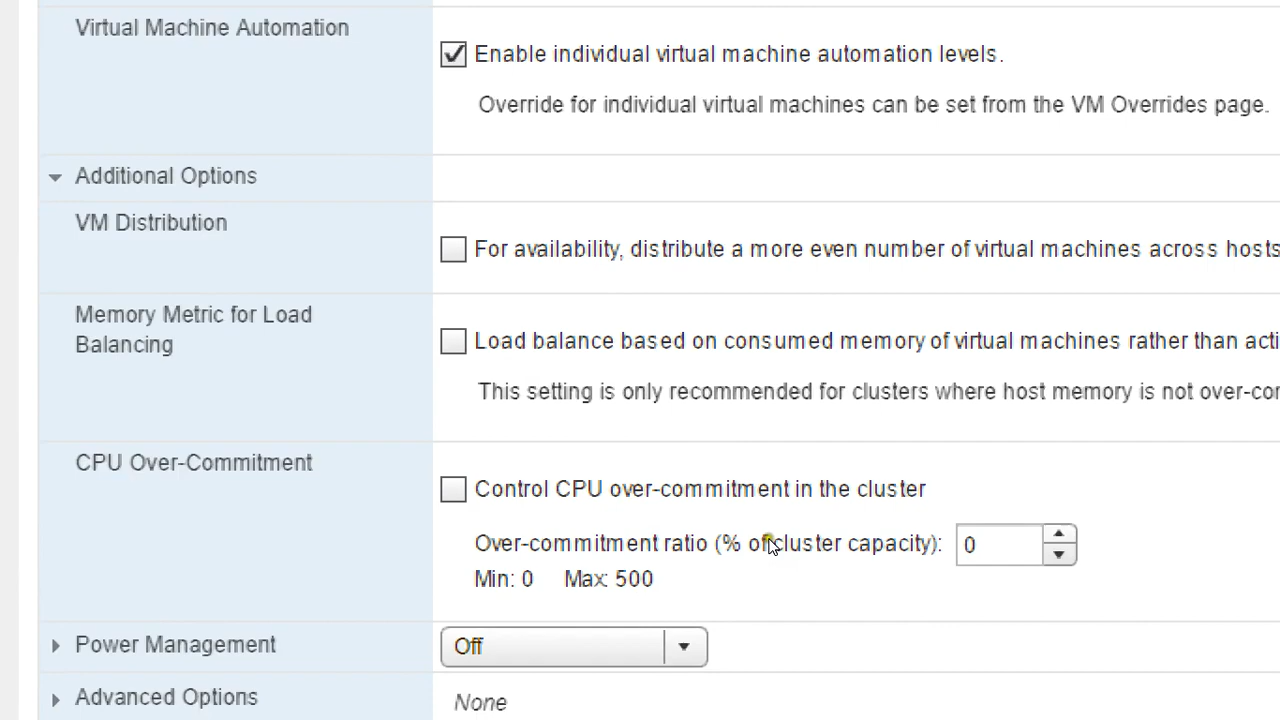 Virtual Machine Automation
Enable individual virtual machine automation levels.
Override for individual virtual machines can be set from the VM Overrides page.
Additional Options
VM Distribution
For availability, distribute a more even number of virtual machines across hosts
Memory Metric for Load
Balancing
Load balance based on consumed memory of virtual machines rather than acti
This setting is only recommended for clusters where host memory is not over-co
CPU Over-Commitment
Control CPU over-commitment in the cluster
Over-commitment ratio (% of cluster capacity): 0
Min: 0 Max: 500
Power Management
Off
Advanced Options
None